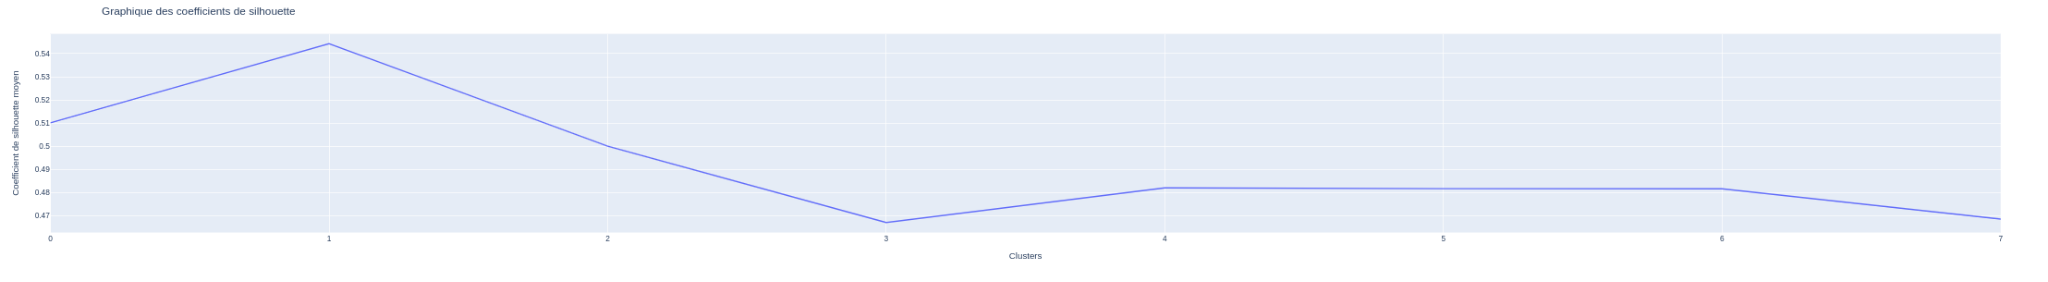 Graphique des coefficients de silhouette
Coefficient de silhouette moyen
0.54
0.53
0.52
0.51
0.5
0.49
0.48
0.47
0 1 2 3 4 5 6 7
Clusters